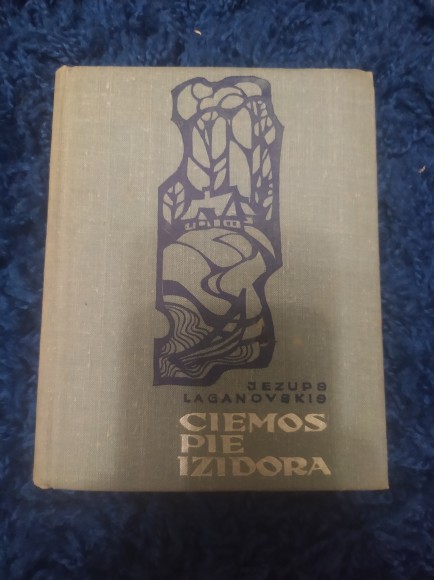 JEZUPS
LAGANOVSKIS
CIEMOS
PIE
IZIDORA